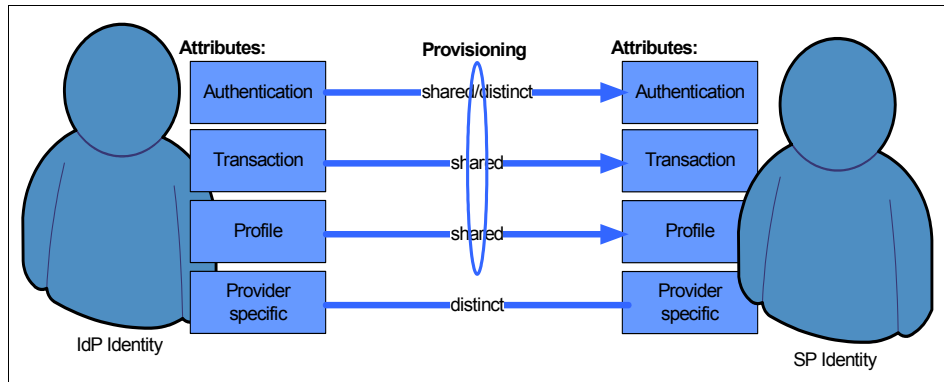 Attributes:
Provisioning
Attributes:
Authentication
shared/distinct
Authentication
Transaction
shared
Transaction
Profile
shared
Profile
Provider
specific
distinct
Provider
specific
IdP Identity
SP Identity